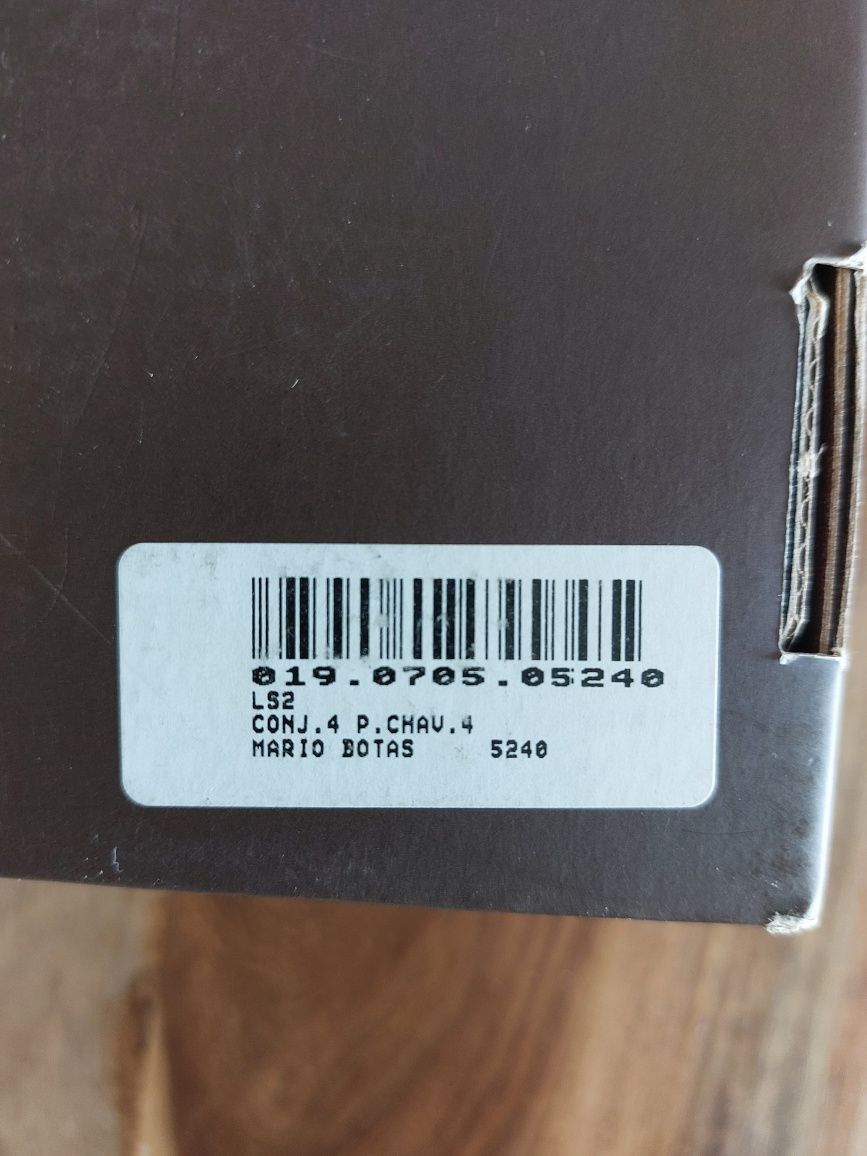 019.0705.05240
LS2
CONJ.4 P.CHAV.4
MARIO BOTAS 5240